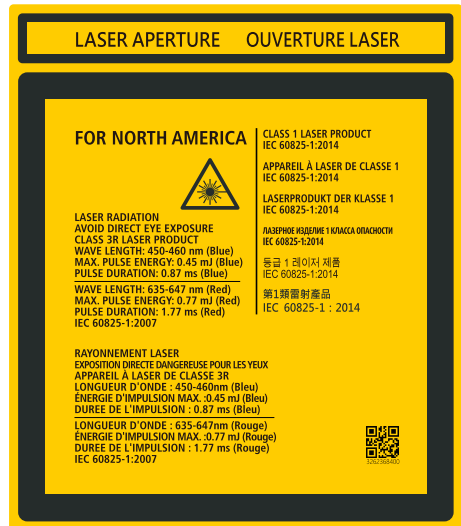 LASER APERTURE OUVERTURE LASER
FOR NORTH AMERICA
LASER RADIATION
AVOID DIRECT EYE EXPOSURE
CLASS 3R LASER PRODUCT
WAVE LENGTH: 450-460 nm (Blue)
MAX. PULSE ENERGY: 0.45 mJ (Blue)
PULSE DURATION: 0.87 ms (Blue)
WAVE LENGTH: 635-647 nm (Red)
MAX. PULSE ENERGY: 0.77 mJ (Red)
PULSE DURATION: 1.77 ms (Red)
IEC 60825-1:2007
RAYONNEMENT LASER
EXPOSITION DIRECTE DANGEREUSE POUR LES YEUX
APPAREIL À LASER DE CLASSE 3R
LONGUEUR D'ONDE : 450-460nm (Bleu)
ÉNERGIE D'IMPULSION MAX. :0.45 mJ (Bleu)
DUREE DE L'IMPULSION : 0.87 ms (Bleu)
LONGUEUR D'ONDE : 635-647nm (Rouge)
ÉNERGIE D'IMPULSION MAX. :0.77 mJ (Rouge)
DUREE DE L'IMPULSION : 1.77 ms (Rouge)
IEC 60825-1:2007
CLASS 1 LASER PRODUCT
IEC 60825-1:2014
APPAREIL À LASER DE CLASSE 1
IEC 60825-1:2014
LASERPRODUKT DER KLASSE 1
IEC 60825-1:2014
ЛАЗЕРНОЕ ИЗДЕЛИЕ 1 КЛАССА ОПАСНОСТИ
IEC 60825-1:2014
등급 1 레이저 제품
IEC 60825-1:2014
第1類雷射產品
IEC 60825-1 : 2014
3262368400